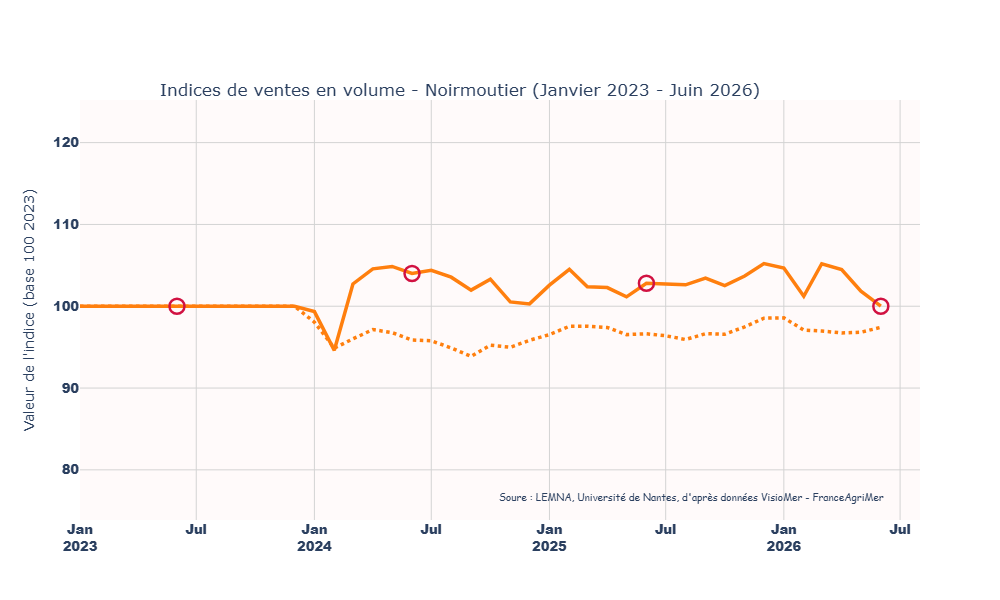 Indices de ventes en volume - Noirmoutier (Janvier 2023 - Juin 2026)
Valeur de l'indice (base 100 2023)
120
110
100
90
80
Soure : LEMNA, Université de Nantes, d'après données VisioMer - FranceAgriMer
Jan Jul Jan Jul Jan Jul Jan Jul
2023 2024 2025 2026